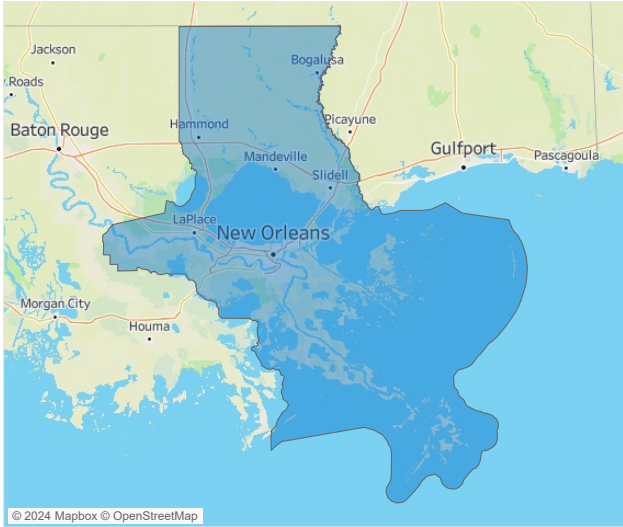 Jackson
Bogalusa
Roads
Hammond
Picayune
Baton Rouge
Gulfport
Mandeville
Pascagoula
Slidell
LaPlace
New Orleans
Morgan City
Houma
© 2024 Mapbox © OpenStreetMap